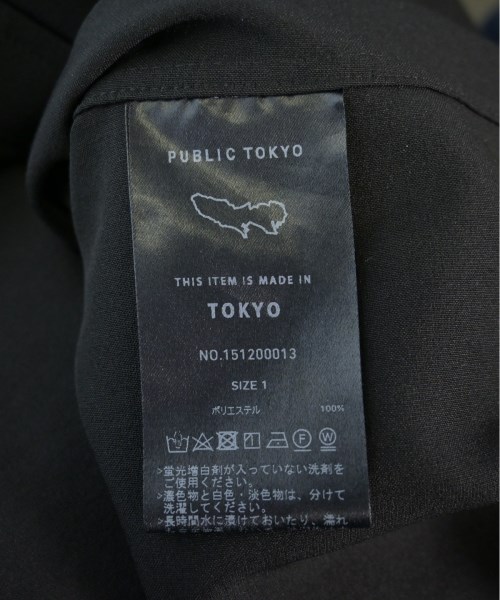 PUBLIC TOKYO
THIS ITEM IS MADE IN
TOKYO
NO.151200013
SIZE 1
ポリエステル 100%
F W
>蛍光増白剤が入っていない洗剤を
ご使用ください。
>濃色物と白色・淡色物は、分けて
洗濯してください。
>長時間水に漬けておいたり、濡れ